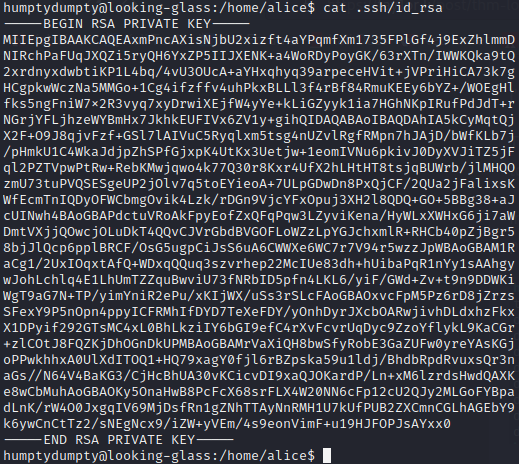 humptydumpty@looking-glass:/home/alice$ cat .ssh/id_rsa
-----BEGIN RSA PRIVATE KEY-----
MIIEpgIBAAKCAQEAxmPncAXisNjbU2xizft4aYPqmfXm1735FPlGf4j9ExZhlmmD
NIRchPaFUqJXQZi5ryQH6YxZP5IIJXENK+a4WoRDyPoyGK/63rXTn/IWWKQka9tQ
2xrdnyxdwbtiKP1L4bq/4vU3OUcA+aYHxqhyq39arpeceHVit+jVPriHiCA73k7g
HCgpkwWczNa5MMGo+1Cg4ifzffv4uhPkxBLLl3f4rBf84RmuKEEy6bYZ+/WOEgHl
fks5ngFniW7x2R3vyq7xyDrwiXEjfW4yYe+kLiGZyyk1ia7HGhNKpIRufPdJdT+r
NGrjYFLjhzeWYBmHx7JkhkEUFIVx6ZV1y+gihQIDAQABAoIBAQDAhIA5kCyMqtQj
X2F+O9J8qjvFzf+GSl7lAIVuC5Ryqlxm5tsg4nUZvlRgfRMpn7hJAjD/bWfKLb7j
/pHmkU1C4WkaJdjpZhSPfGjxpK4UtKx3Uetjw+1eomIVNu6pkivJ0DyXVJiTZ5jF
ql2PZTVpwPtRw+RebKMwjqwo4k77Q30r8Kxr4UfX2hLHtHT8tsjqBUWrb/jlMHQO
zmU73tuPVQSESgeUP2jOlv7q5toEYieoA+7ULpGDwDn8PxQjCF/2QUa2jFalixsK
WfEcmTnIQDyOFWCbmgOvik4Lzk/rDGn9VjcYFxOpuj3XH2l8QDQ+GO+5BBg38+aJ
cUINwh4BAoGBAPdctuVRoAkFpyEofZxQFqPqw3LZyviKena/HyWLxXWHxG6ji7aW
DmtVXjjQOwcjOLuDkT4QQvCJVrGbdBVGOFLoWZzLpYGJchxmlR+RHCb40pZjBgr5
8bjJlQcp6pplBRCF/OsG5ugpCiJsS6uA6CWWXe6WC7r7V94r5wzzJpWBAoGBAM1R
aCg1/2UxIOqxtAfQ+WDxqQQuq3szvrhep22McIUe83dh+hUibaPqR1nYy1sAAhgy
wJohLchlq4E1LhUmTZZquBwviU73fNRbID5pfn4LKL6/yiF/GWd+Zv+t9n9DDWKi
WgT9aG7N+TP/yimYniR2ePu/xKIjWX/uSs3rSLcFAoGBAOxvcFpM5Pz6rD8jZrzs
SFexY9P5nOpn4ppyICFRMhIfDYD7TeXeFDY/yOnhDyrJXcbOARwjivhDLdxhzFkx
X1DPyif292GTsMC4xL0BhLkziIY6bGI9efC4rXvFcvrUqDyc9ZzoYflykL9KaCGr
+zlCOtJ8FQZKjDhOGnDkUPMBAoGBAMrVaXiQH8bwSfyRobE3GaZUFw0yreYAsKGj
oPPwkhhxA0UlXdITOQ1+HQ79xagY0fjl6rBZpska59u1ldj/BhdbRpdRvuxsQr3n
aGs//N64V4BaKG3/CjHcBhUA30vKCicvDI9xaQJOKardP/Ln+xM6lzrdsHwdQAXK
e8wCbMuhAoGBAOKy5OnaHwB8PcFcX68srFLX4W20NN6cFp12cU2QJy2MLGoFYBpa
dLnK/rW4O0JxgqIV69MjDsfRn1gZNhTTAyNnRMH1U7kUfPUB2ZXCmnCGLhAGEbY9
k6ywCnCtTz2/sNEgNcx9/iZW+yVEm/4s9eonVimF+u19HJFOPJsAYxx0
-----END RSA PRIVATE KEY-----
humptydumpty@looking-glass:/home/alice$